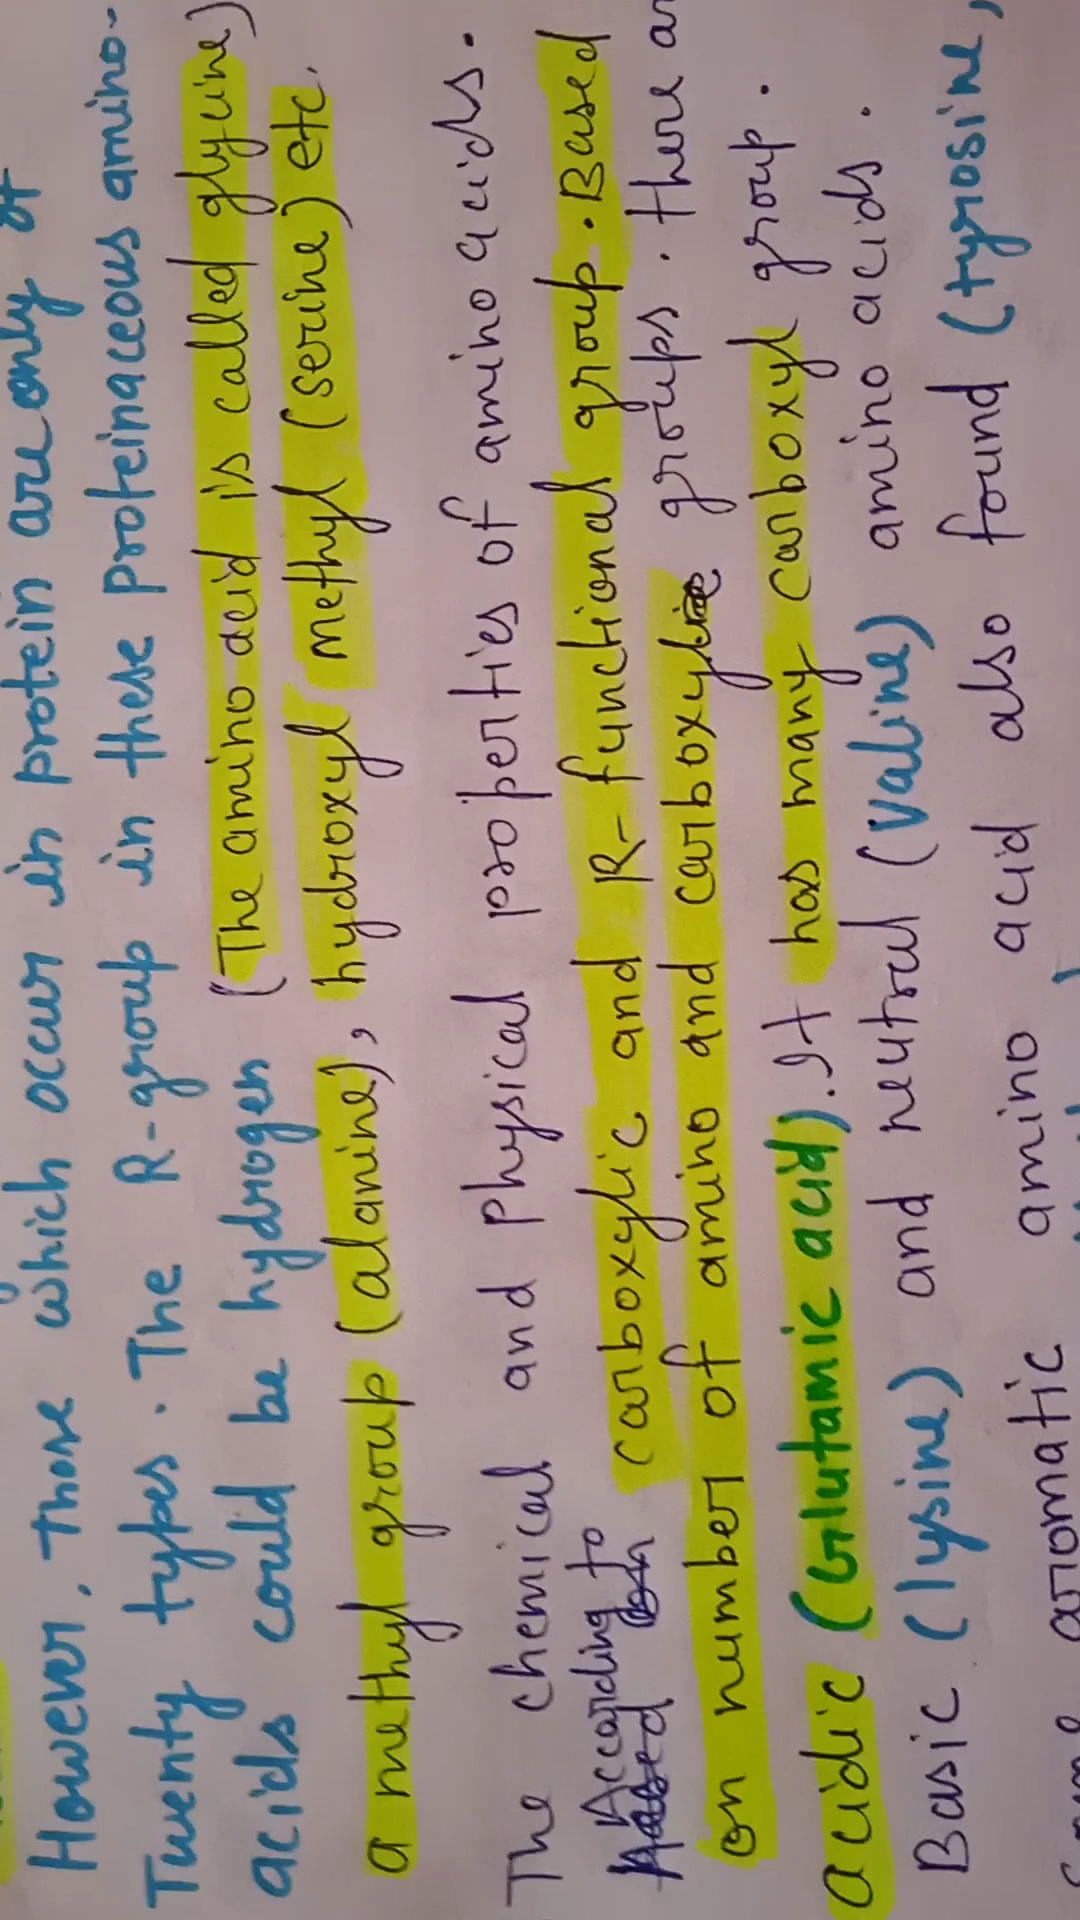 However, those which occur in protein are only of
Twenty types. The R-group in these proteinaceous amino-
acids could be hydrogen (The amino acid is called glycine)
a methyl group (alanine), hydroxyl methyl (serine) etc.
The chemical and physical properties of amino acids.
According to carboxylic and R-functional group. Based
on number of amino and carboxyl groups. there
acidic (Glutamic acid). It has many carboxyl group.
Basic (lysine) and neutral (valine) amino acids.
aromatic amino acid also found (tyrosine,